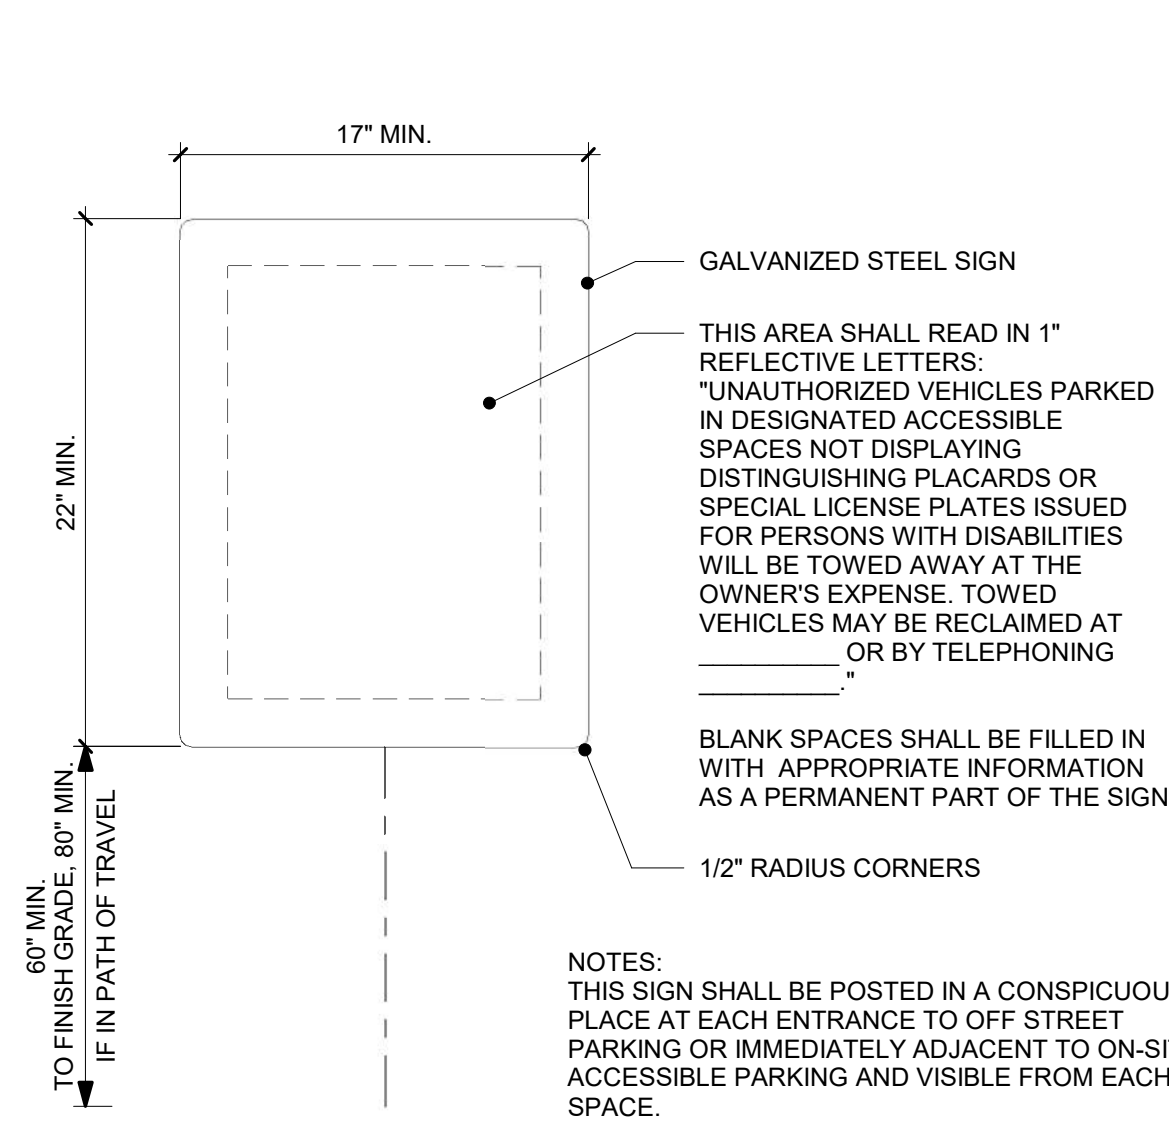 17" MIN.
22" MIN.
GALVANIZED STEEL SIGN
THIS AREA SHALL READ IN 1"
REFLECTIVE LETTERS:
"UNAUTHORIZED VEHICLES PARKED
IN DESIGNATED ACCESSIBLE
SPACES NOT DISPLAYING
DISTINGUISHING PLACARDS OR
SPECIAL LICENSE PLATES ISSUED
FOR PERSONS WITH DISABILITIES
WILL BE TOWED AWAY AT THE
OWNER'S EXPENSE. TOWED
VEHICLES MAY BE RECLAIMED AT
__________ OR BY TELEPHONING
__________."
BLANK SPACES SHALL BE FILLED IN
WITH APPROPRIATE INFORMATION
AS A PERMANENT PART OF THE SIGN
1/2" RADIUS CORNERS
60" MIN.
TO FINISH GRADE, 80" MIN.
IF IN PATH OF TRAVEL
NOTES:
THIS SIGN SHALL BE POSTED IN A CONSPICUOU
PLACE AT EACH ENTRANCE TO OFF STREET
PARKING OR IMMEDIATELY ADJACENT TO ON-SI
ACCESSIBLE PARKING AND VISIBLE FROM EACH
SPACE.